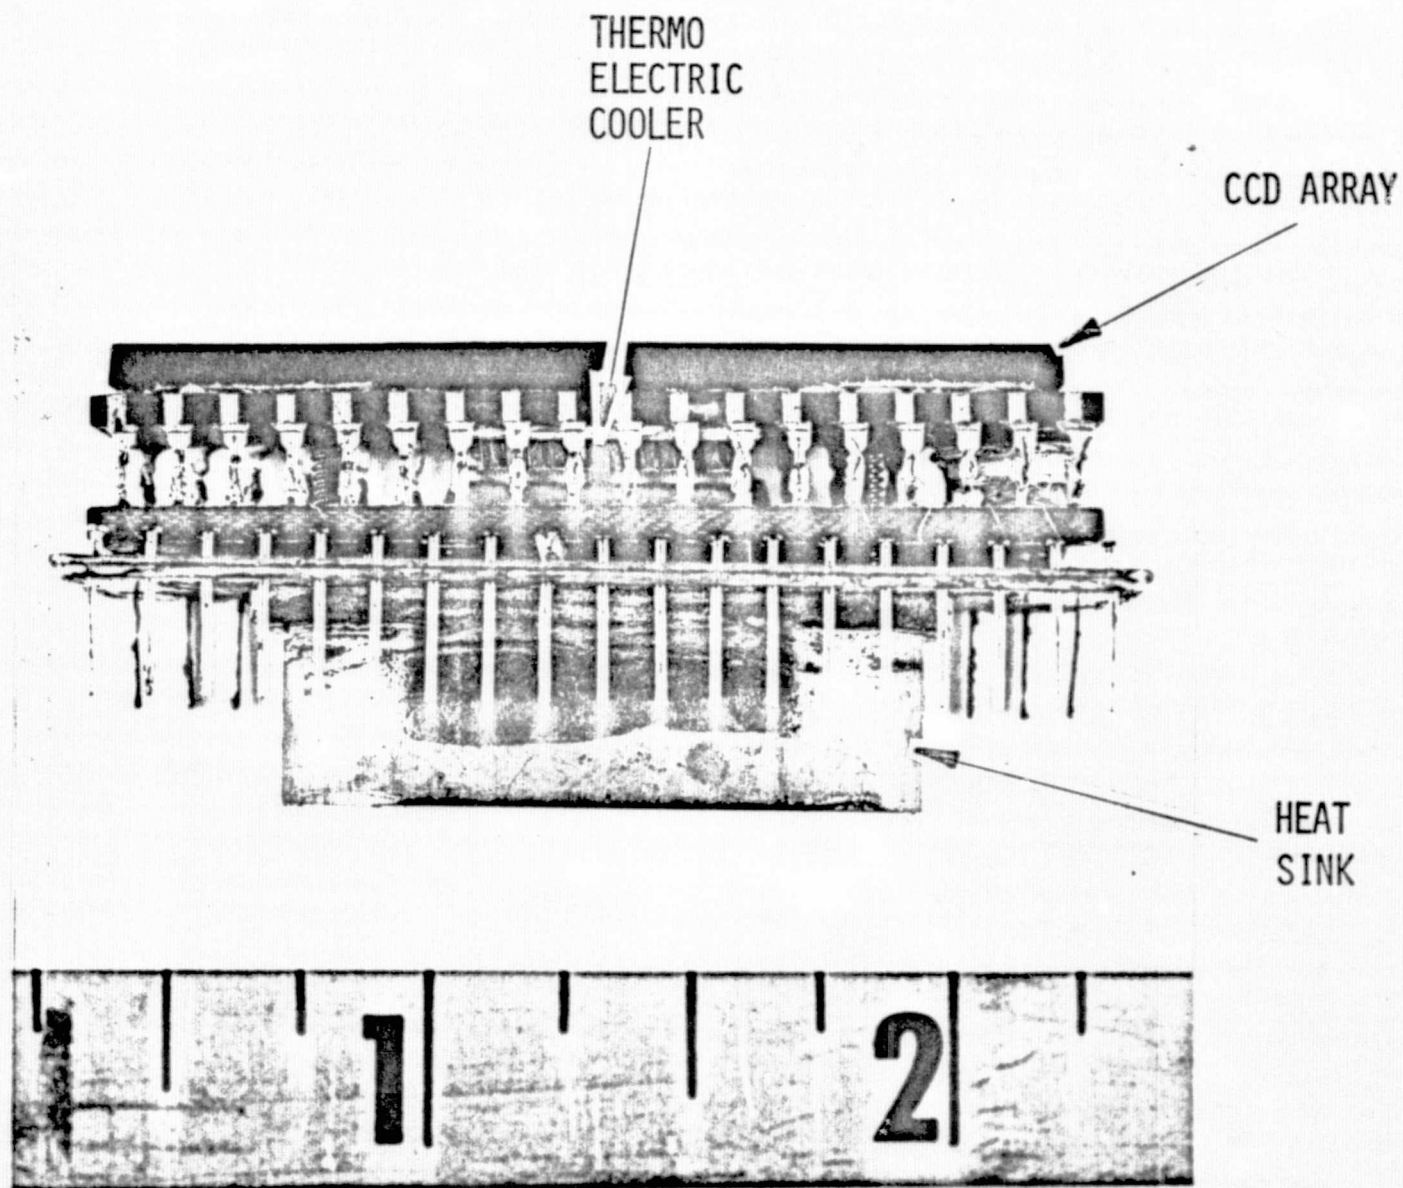 THERMO
ELECTRIC
COOLER
CCD ARRAY
HEAT
SINK
1 2